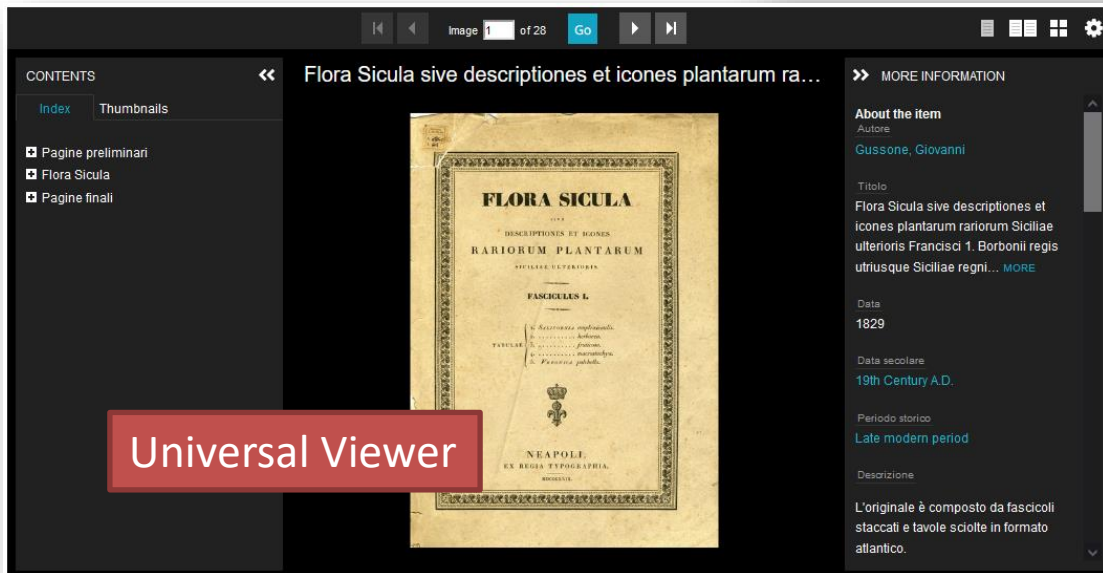 Image 1 of 28 Go
CONTENTS
Index Thumbnails
Pagine preliminari
Flora Sicula
Pagine finali
Flora Sicula sive descriptiones et icones plantarum ra…
FLORA SICULA
SIVE
DESCRIPTIONES ET ICONES
RARIORUM PLANTARUM
SICILIAE ULTERIORIS
FASCICULUS I.
TABULAE
NEAPOLI,
EX REGIA TYPOGRAPHIA.
Universal Viewer
MORE INFORMATION
About the item
Autore
Gussone, Giovanni
Titolo
Flora Sicula sive descriptiones et
icones plantarum rariorum Siciliae
ulterioris Francisci 1. Borbonii regis
utriusque Siciliae regni… MORE
Data
1829
Data secolare
19th Century A.D.
Periodo storico
Late modern period
Descrizione
L'originale è composto da fascicoli
staccati e tavole sciolte in formato
atlantico.